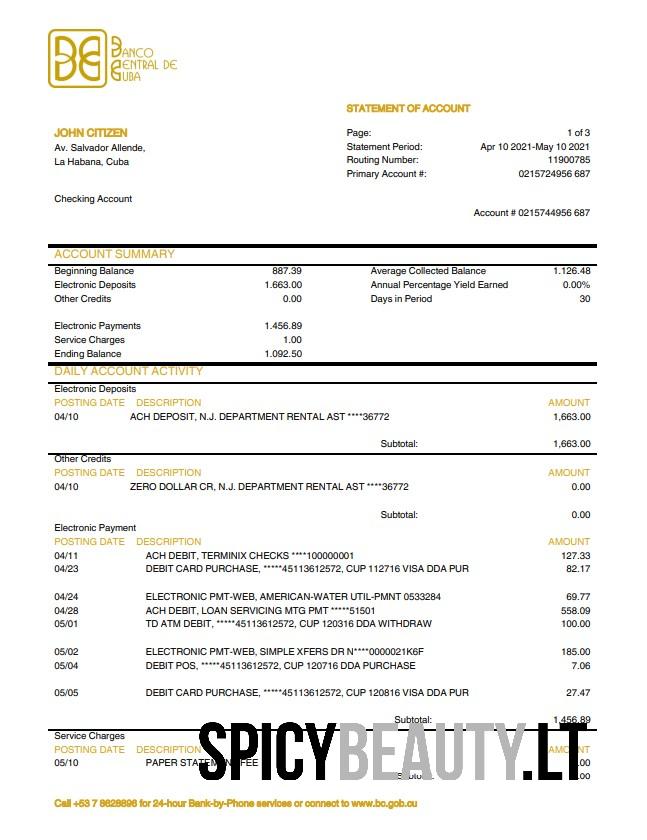 BANCO
CENTRAL DE
CUBA
STATEMENT OF ACCOUNT
JOHN CITIZEN
Av. Salvador Allende,
La Habana, Cuba
Page: 1 of 3
Statement Period: Apr 10 2021-May 10 2021
Routing Number: 11900785
Primary Account #: 0215724956 687
Checking Account
Account # 0215744956 687
ACCOUNT SUMMARY
Beginning Balance 887.39 Average Collected Balance 1.126.48
Electronic Deposits 1.663.00 Annual Percentage Yield Earned 0.00%
Other Credits 0.00 Days in Period 30
Electronic Payments 1.456.89
Service Charges 1.00
Ending Balance 1.092.50
DAILY ACCOUNT ACTIVITY
Electronic Deposits
POSTING DATE DESCRIPTION AMOUNT
04/10 ACH DEPOSIT, N.J. DEPARTMENT RENTAL AST ****36772 1,663.00
Subtotal: 1,663.00
Other Credits
POSTING DATE DESCRIPTION AMOUNT
04/10 ZERO DOLLAR CR, N.J. DEPARTMENT RENTAL AST ****36772 0.00
Subtotal: 0.00
Electronic Payment
POSTING DATE DESCRIPTION AMOUNT
04/11 ACH DEBIT, TERMINIX CHECKS ****100000001 127.33
04/23 DEBIT CARD PURCHASE, *****45113612572, CUP 112716 VISA DDA PUR 82.17
04/24 ELECTRONIC PMT-WEB, AMERICAN-WATER UTIL-PMNT 0533284 69.77
04/28 ACH DEBIT, LOAN SERVICING MTG PMT *****51501 558.09
05/01 TD ATM DEBIT, *****45113612572, CUP 120316 DDA WITHDRAW 100.00
05/02 ELECTRONIC PMT-WEB, SIMPLE XFERS DR N****0000021K6F 185.00
05/04 DEBIT POS, *****45113612572, CUP 120716 DDA PURCHASE 7.06
05/05 DEBIT CARD PURCHASE, ****45113612572, CUP 120816 VISA DDA PUR 27.47
Subtotal: 1,456.89
Service Charges
POSTING DATE DESCRIPTION
05/10 PAPER FEE
SPICYBEAUTY.LT
Call +53 7 8628896 for 24-hour Bank-by-Phone services or connect to www.bc.gob.cu